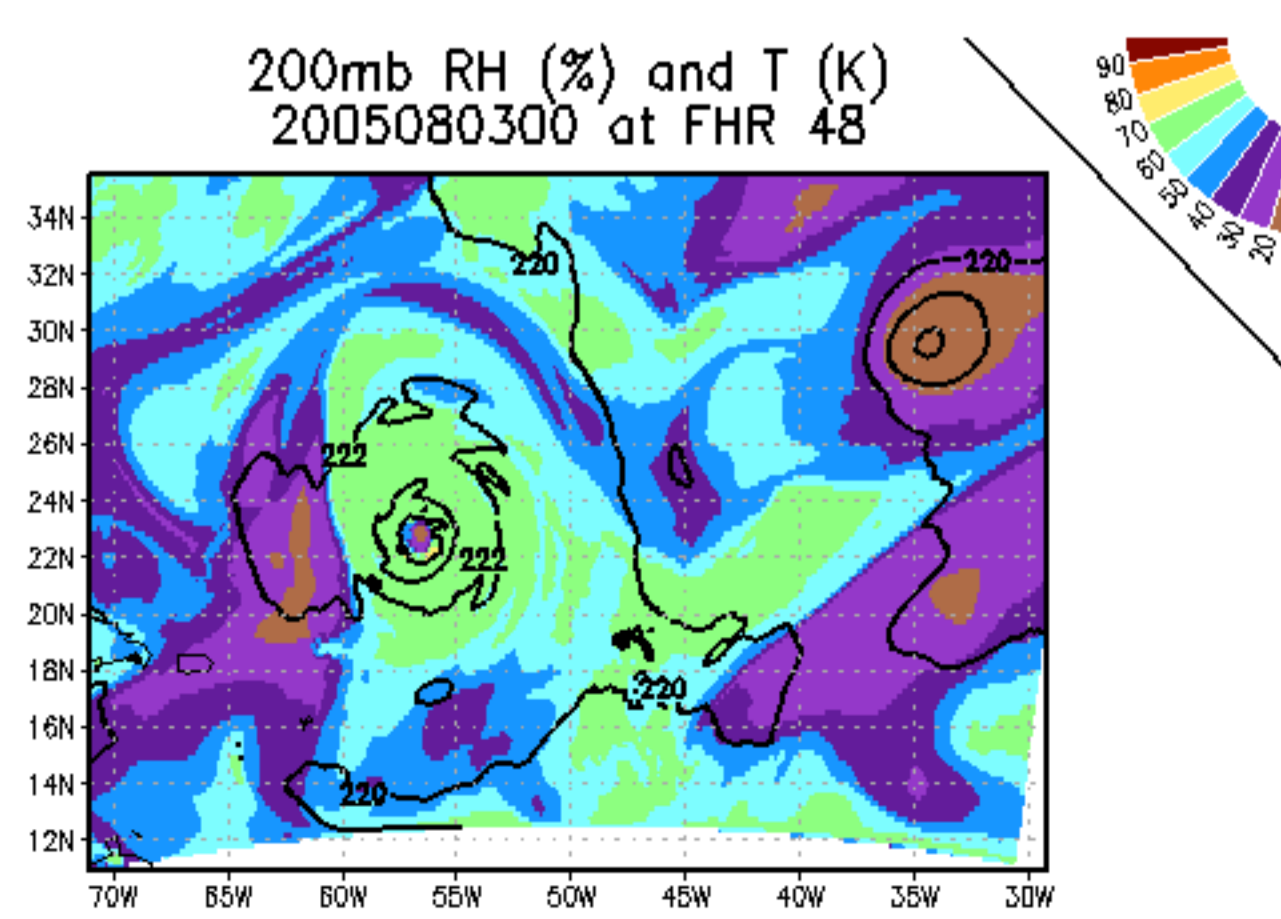 200mb RH (%) and T (K)
2005080300 at FHR 48
90
80
70
60
50
40
30
20
34N
32N
30N
28N
26N
24N
22N
20N
18N
16N
14N
12N
220
220
222
222
220
220
70W
65W
60W
55W
50W
45W
40W
35W
30W